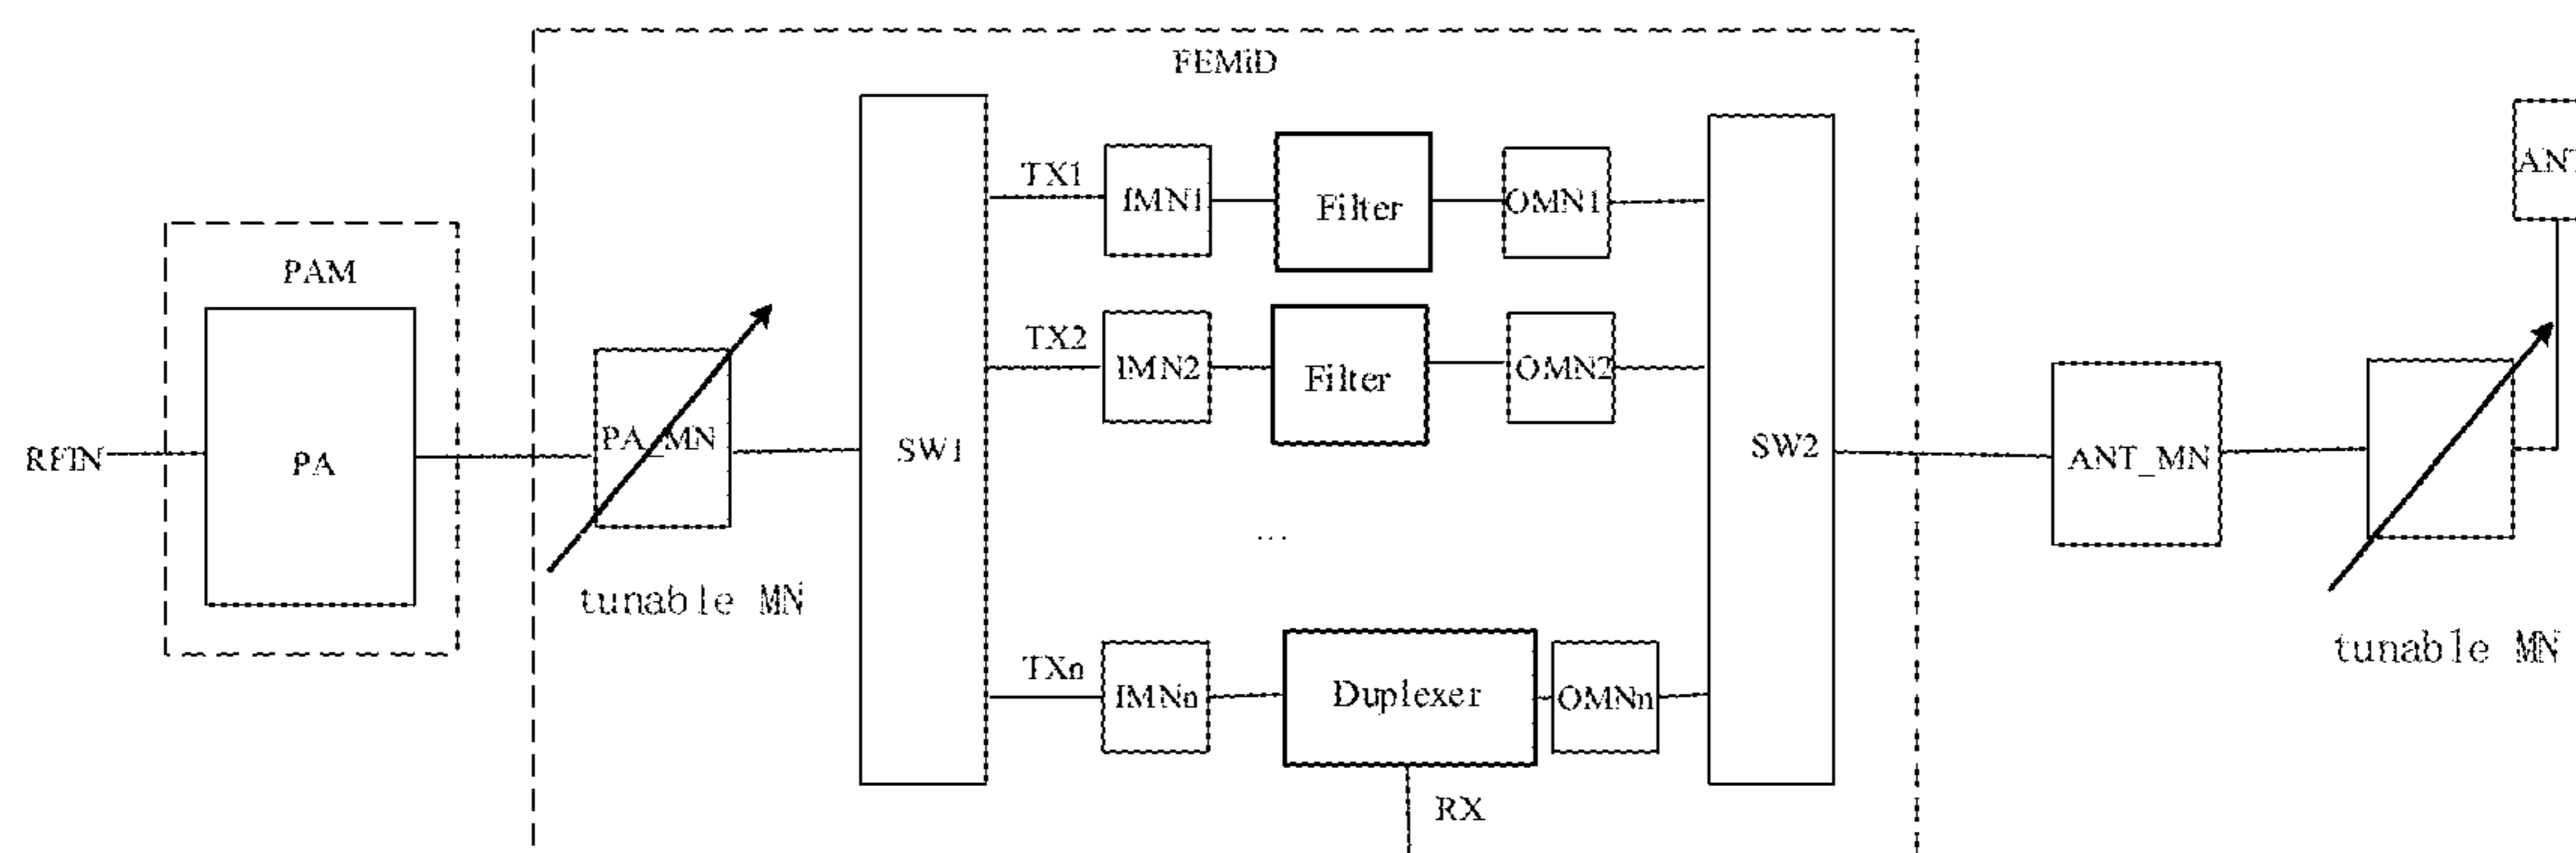 FEMiD
TX1
IMN1
Filter
OMN1
PAM
TX2
IMN2
Filter
OMN2
RFIN
PA
PA_MN
SW1
SW2
ANT_MN
ANT
...
tunable MN
tunable MN
TXn
IMNn
Duplexer
OMNn
RX